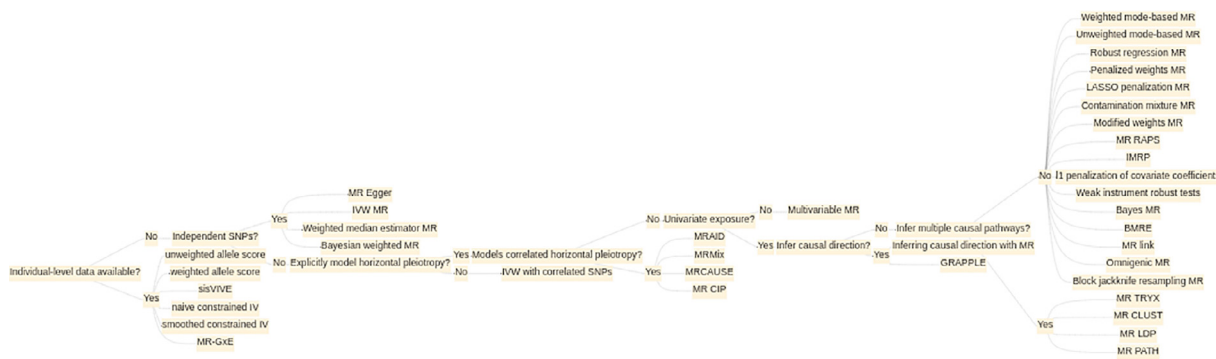 Individual-level data available?
No
Independent SNPs?
Yes
MR Egger
IVW MR
Weighted median estimator MR
Bayesian weighted MR
No
Explicitly model horizontal pleiotropy?
Yes
Models correlated horizontal pleiotropy?
No
Univariate exposure?
No
Multivariable MR
Yes
Infer causal direction?
No
Infer multiple causal pathways?
No
Weighted mode-based MR
Unweighted mode-based MR
Robust regression MR
Penalized weights MR
LASSO penalization MR
Contamination mixture MR
Modified weights MR
MR RAPS
IMRP
l1 penalization of covariate coefficient
Weak instrument robust tests
Bayes MR
BMRE
MR link
Omnigenic MR
Block jackknife resampling MR
Yes
MR TRYX
MR CLUST
MR LDP
MR PATH
Yes
Inferring causal direction with MR
GRAPPLE
Yes
MRAID
MRMix
MRCAUSE
MR CIP
No
IVW with correlated SNPs
Yes
unweighted allele score
weighted allele score
sisVIVE
naive constrained IV
smoothed constrained IV
MR-GxE